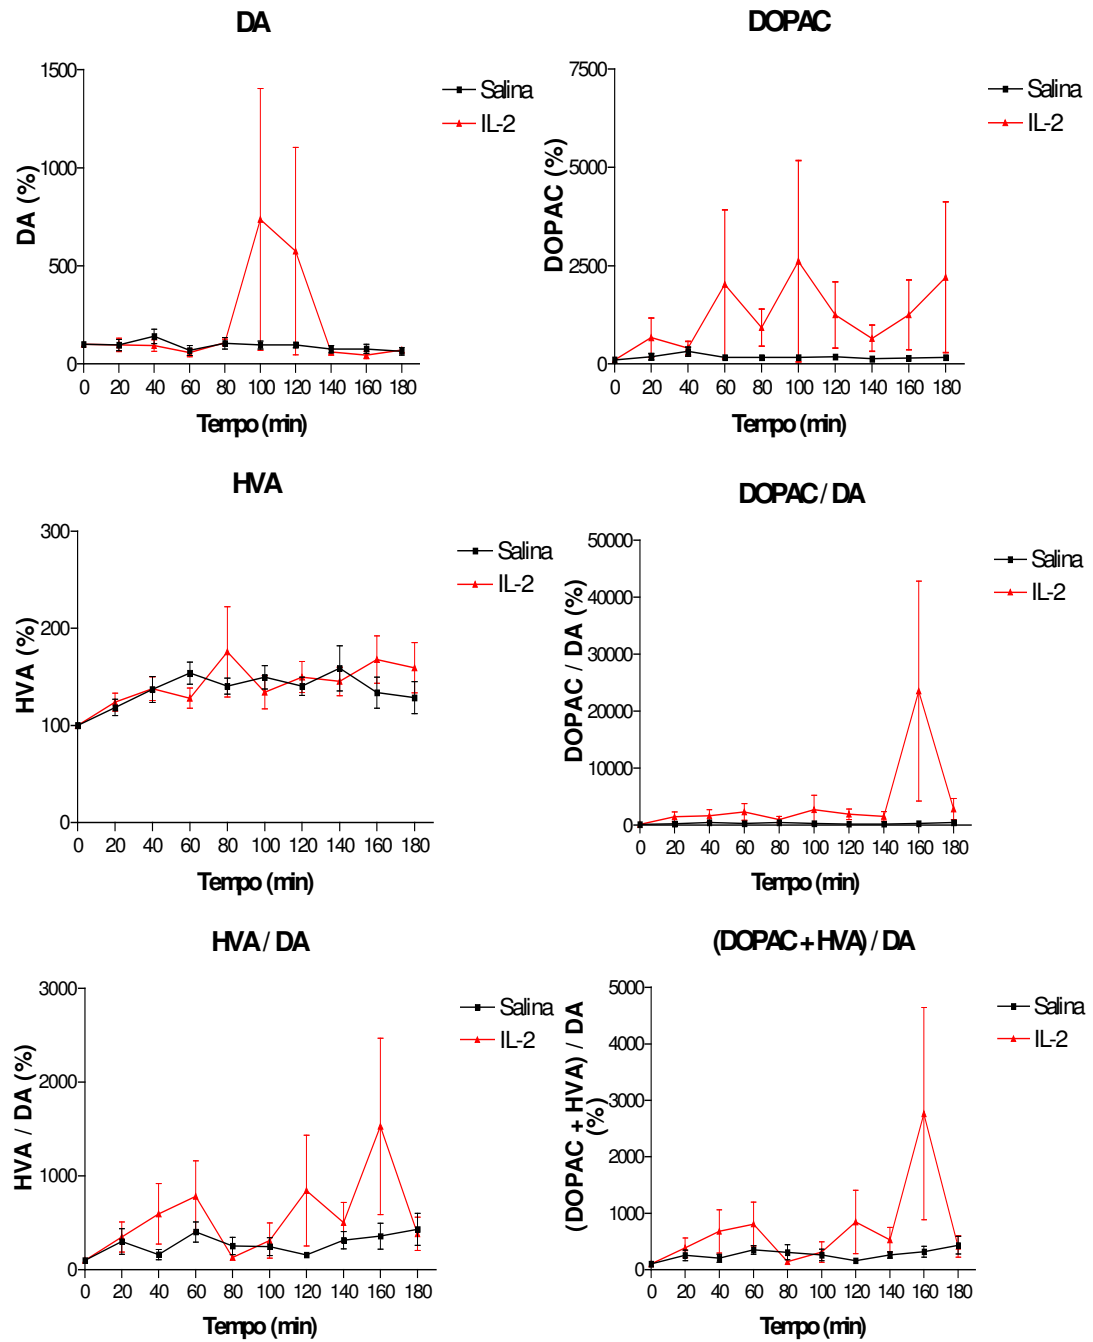 DA
1500
1000
500
0
DA (%)
0 20 40 60 80 100 120 140 160 180
Tempo (min)
Salina
IL-2
DOPAC
7500
5000
2500
0
DOPAC (%)
0 20 40 60 80 100 120 140 160 180
Tempo (min)
Salina
IL-2
HVA
300
200
100
0
HVA (%)
0 20 40 60 80 100 120 140 160 180
Tempo (min)
Salina
IL-2
DOPAC / DA
50000
40000
30000
20000
10000
0
DOPAC / DA (%)
0 20 40 60 80 100 120 140 160 180
Tempo (min)
Salina
IL-2
HVA / DA
3000
2000
1000
0
HVA / DA (%)
0 20 40 60 80 100 120 140 160 180
Tempo (min)
Salina
IL-2
(DOPAC + HVA) / DA
5000
4000
3000
2000
1000
0
(DOPAC + HVA) / DA
(%)
0 20 40 60 80 100 120 140 160 180
Tempo (min)
Salina
IL-2